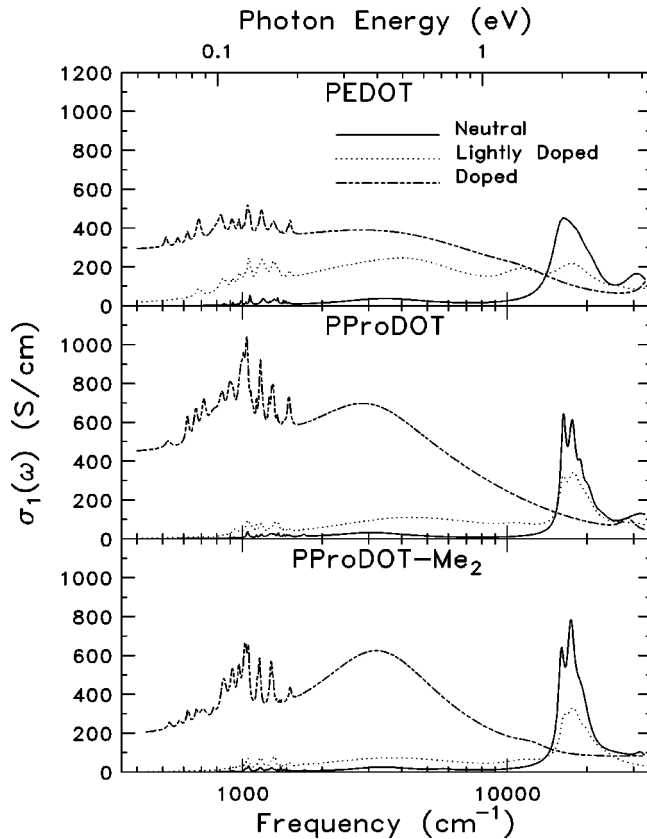 Photon Energy (eV)
0.1 1
1200
1000
800
600
400
200
0
PEDOT
Neutral
Lightly Doped
Doped
1000
800
600
400
200
0
PProDOT
1000
800
600
400
200
0
PProDOT-Me₂
σ₁(ω) (S/cm)
1000 10000
Frequency (cm⁻¹)